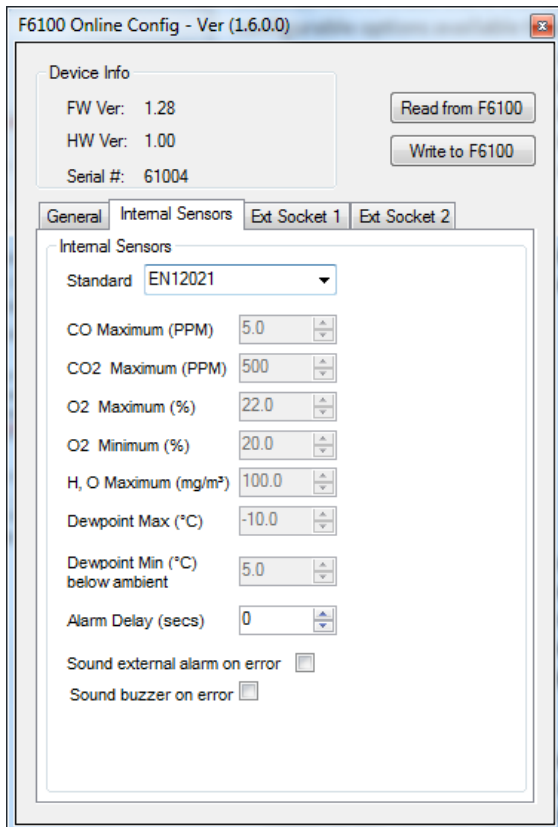 F6100 Online Config - Ver (1.6.0.0)
Device Info
FW Ver: 1.28
HW Ver: 1.00
Serial #: 61004
Read from F6100
Write to F6100
General Internal Sensors Ext Socket 1 Ext Socket 2
Internal Sensors
Standard EN12021
CO Maximum (PPM) 5.0
CO2 Maximum (PPM) 500
O2 Maximum (%) 22.0
O2 Minimum (%) 20.0
H, O Maximum (mg/m³) 100.0
Dewpoint Max (°C) -10.0
Dewpoint Min (°C)
below ambient 5.0
Alarm Delay (secs) 0
Sound external alarm on error
Sound buzzer on error